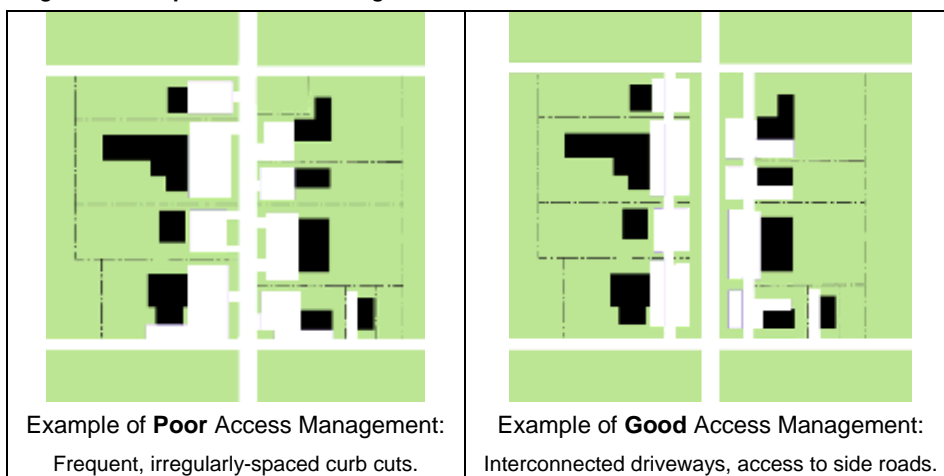 Example of Poor Access Management:
Frequent, irregularly-spaced curb cuts.
Example of Good Access Management:
Interconnected driveways, access to side roads.